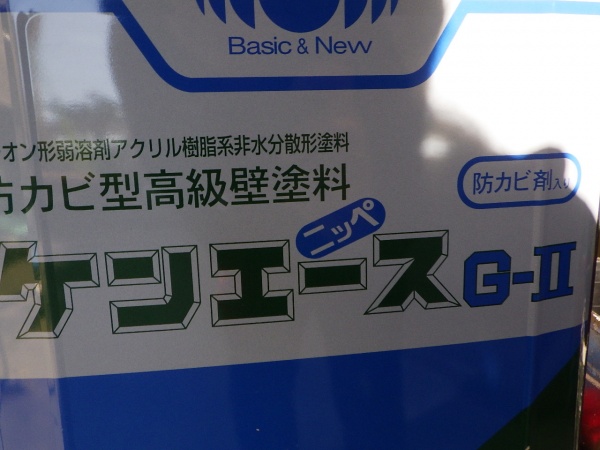 Basic & New
オン形弱溶剤アクリル樹脂系非水分散形塗料
防カビ型高級壁塗料
防カビ剤入り
ニッペ
ケンエースG-II